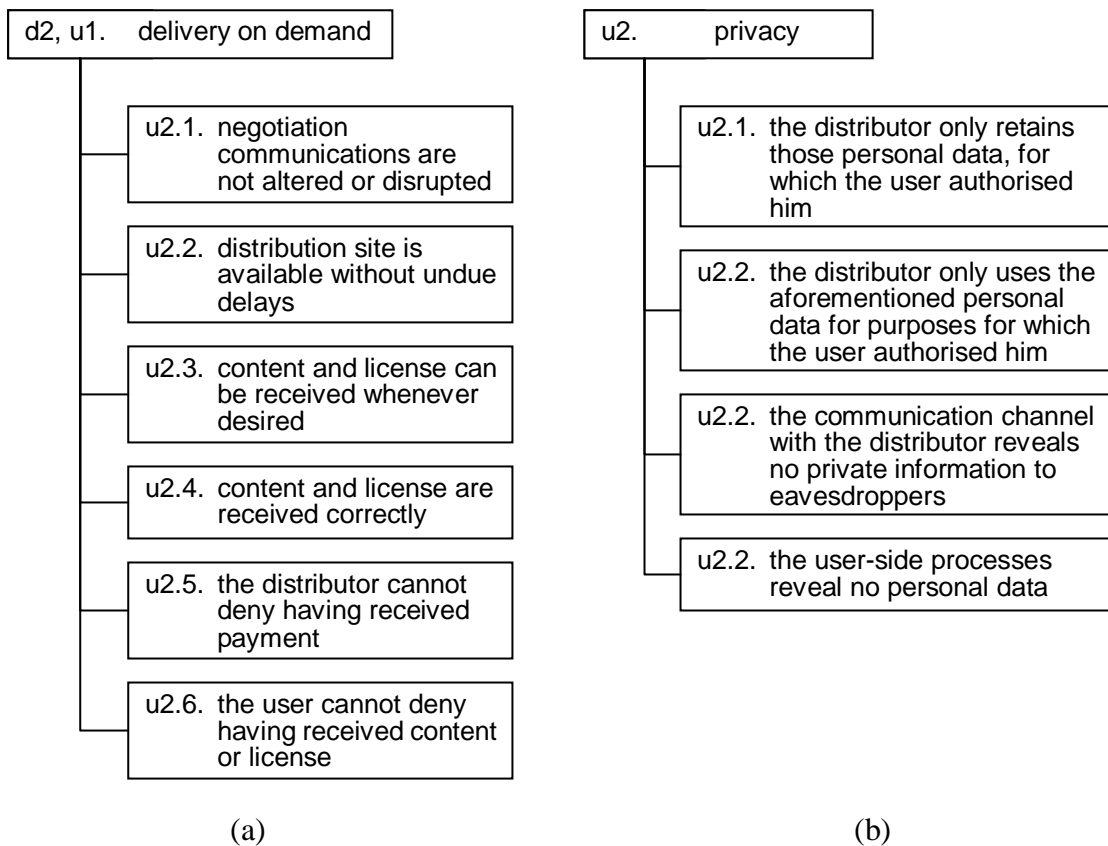 d2, u1. delivery on demand
u2.1. negotiation
communications are
not altered or disrupted
u2.2. distribution site is
available without undue
delays
u2.3. content and license can
be received whenever
desired
u2.4. content and license are
received correctly
u2.5. the distributor cannot
deny having received
payment
u2.6. the user cannot deny
having received content
or license
(a)
u2. privacy
u2.1. the distributor only retains
those personal data, for
which the user authorised
him
u2.2. the distributor only uses the
aforementioned personal
data for purposes for which
the user authorised him
u2.2. the communication channel
with the distributor reveals
no private information to
eavesdroppers
u2.2. the user-side processes
reveal no personal data
(b)